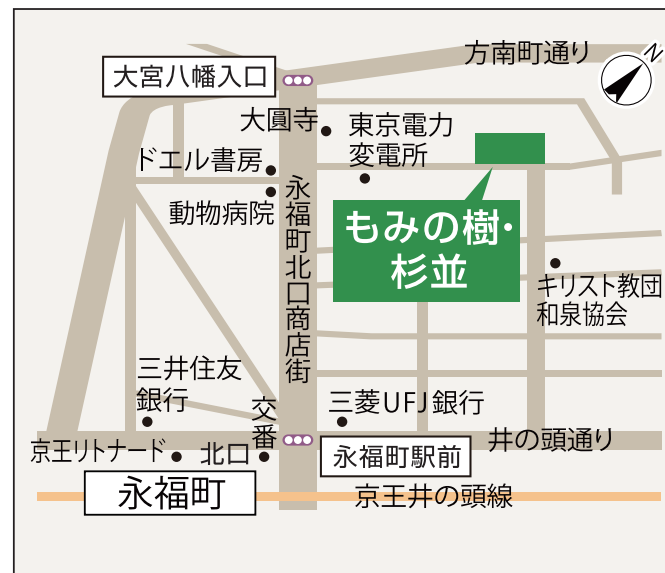 方南町通り
N
大宮八幡入口
大圓寺
東京電力
変電所
ドエル書房
動物病院
永福町北口商店街
もみの樹・
杉並
キリスト教団
和泉協会
三井住友
銀行
交番
三菱UFJ銀行
井の頭通り
京王リトナード
北口
永福町駅前
永福町
京王井の頭線